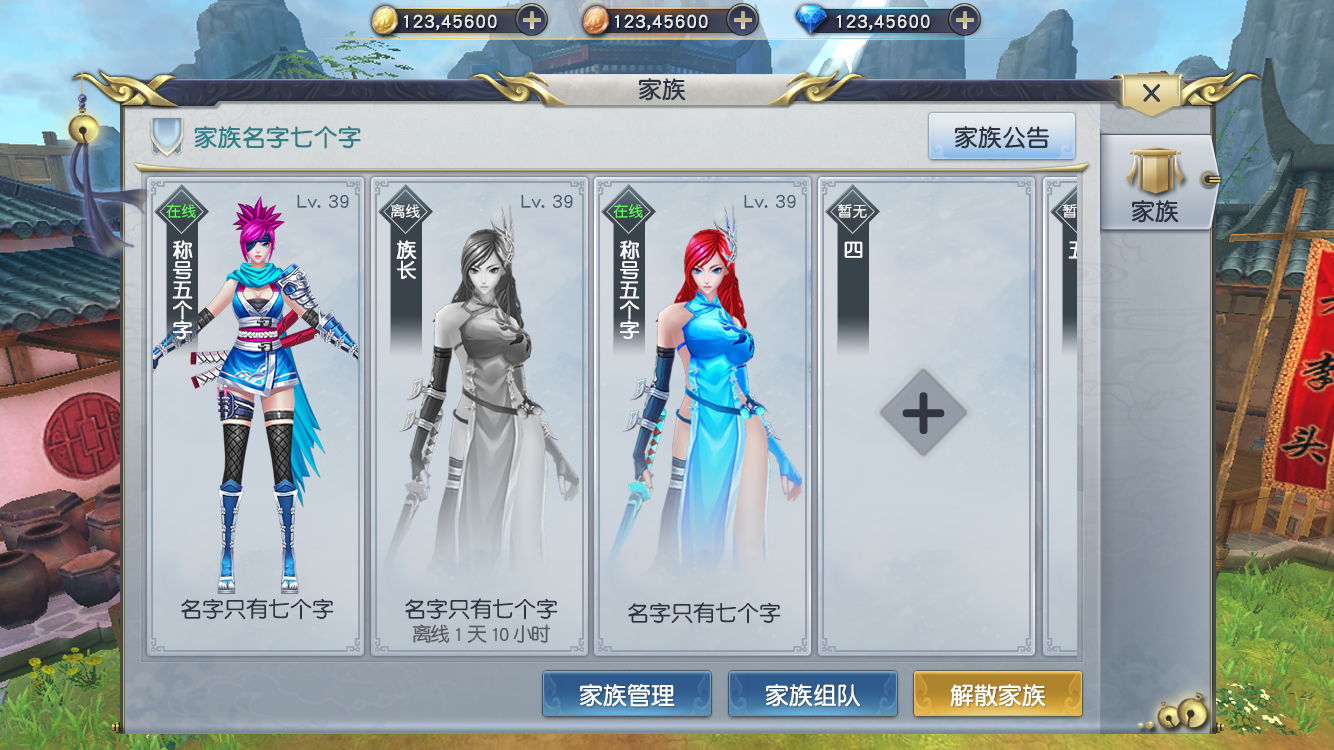 123,45600
123,45600
123,45600
家族
家族名字七个字
家族公告
家族
在线
Lv. 39
称号五个字
名字只有七个字
离线
Lv. 39
族长
名字只有七个字
离线 1 天 10 小时
在线
Lv. 39
称号五个字
名字只有七个字
暂无
四
暂
五
李
头
家族管理
家族组队
解散家族